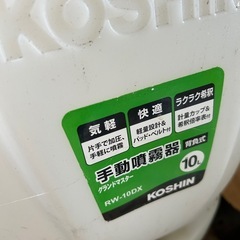 KOSHIN
気軽
片手で加圧、
手軽に噴霧
快適
軽量設計&
パッド・ベルト付
ラクラク希釈
計量カップ&
希釈倍率表付
手動噴霧器
背負式
10L
グランドマスター
RW-10DX
KOSHIN